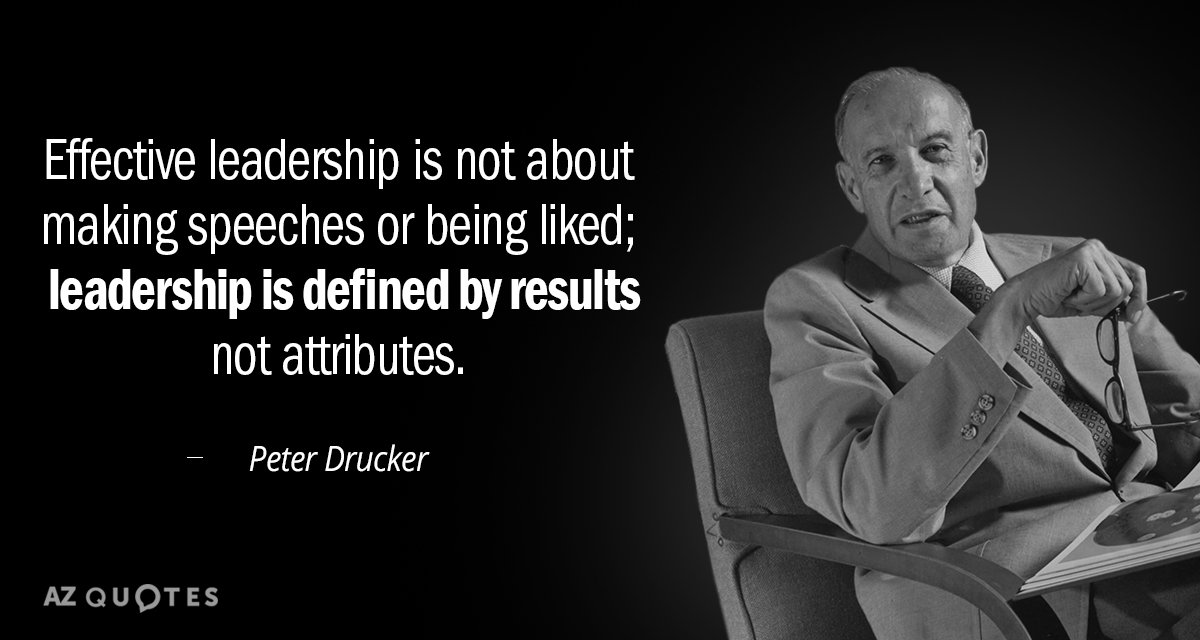 Effective leadership is not about
making speeches or being liked;
leadership is defined by results
not attributes.
– Peter Drucker
AZ QUOTES